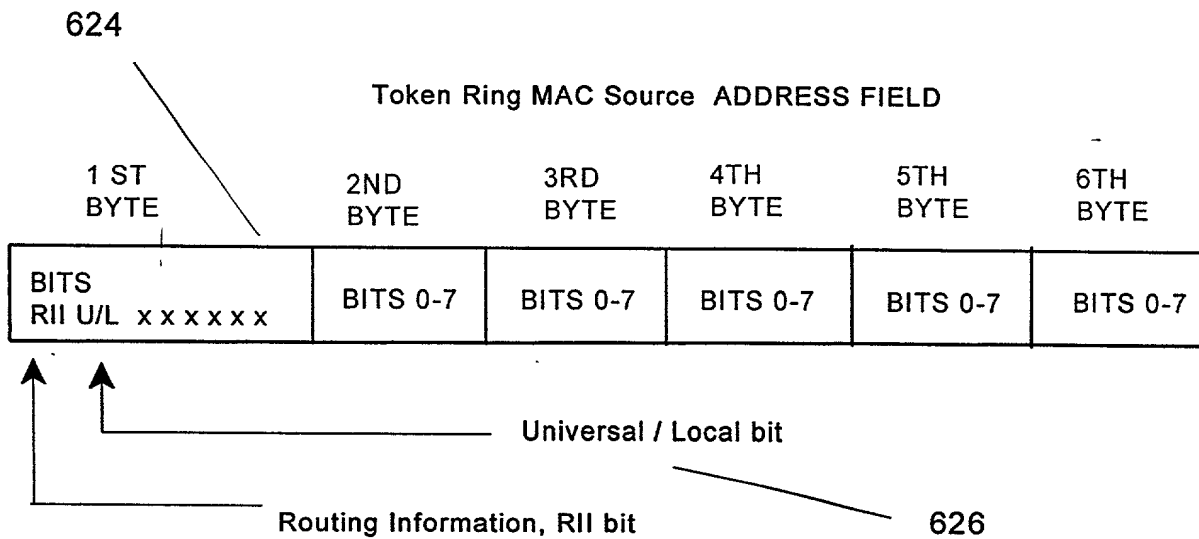 624
Token Ring MAC Source ADDRESS FIELD
1 ST BYTE
2ND BYTE
3RD BYTE
4TH BYTE
5TH BYTE
6TH BYTE
BITS
RII U/L x x x x x x
BITS 0-7
BITS 0-7
BITS 0-7
BITS 0-7
BITS 0-7
Universal / Local bit
Routing Information, RII bit
626